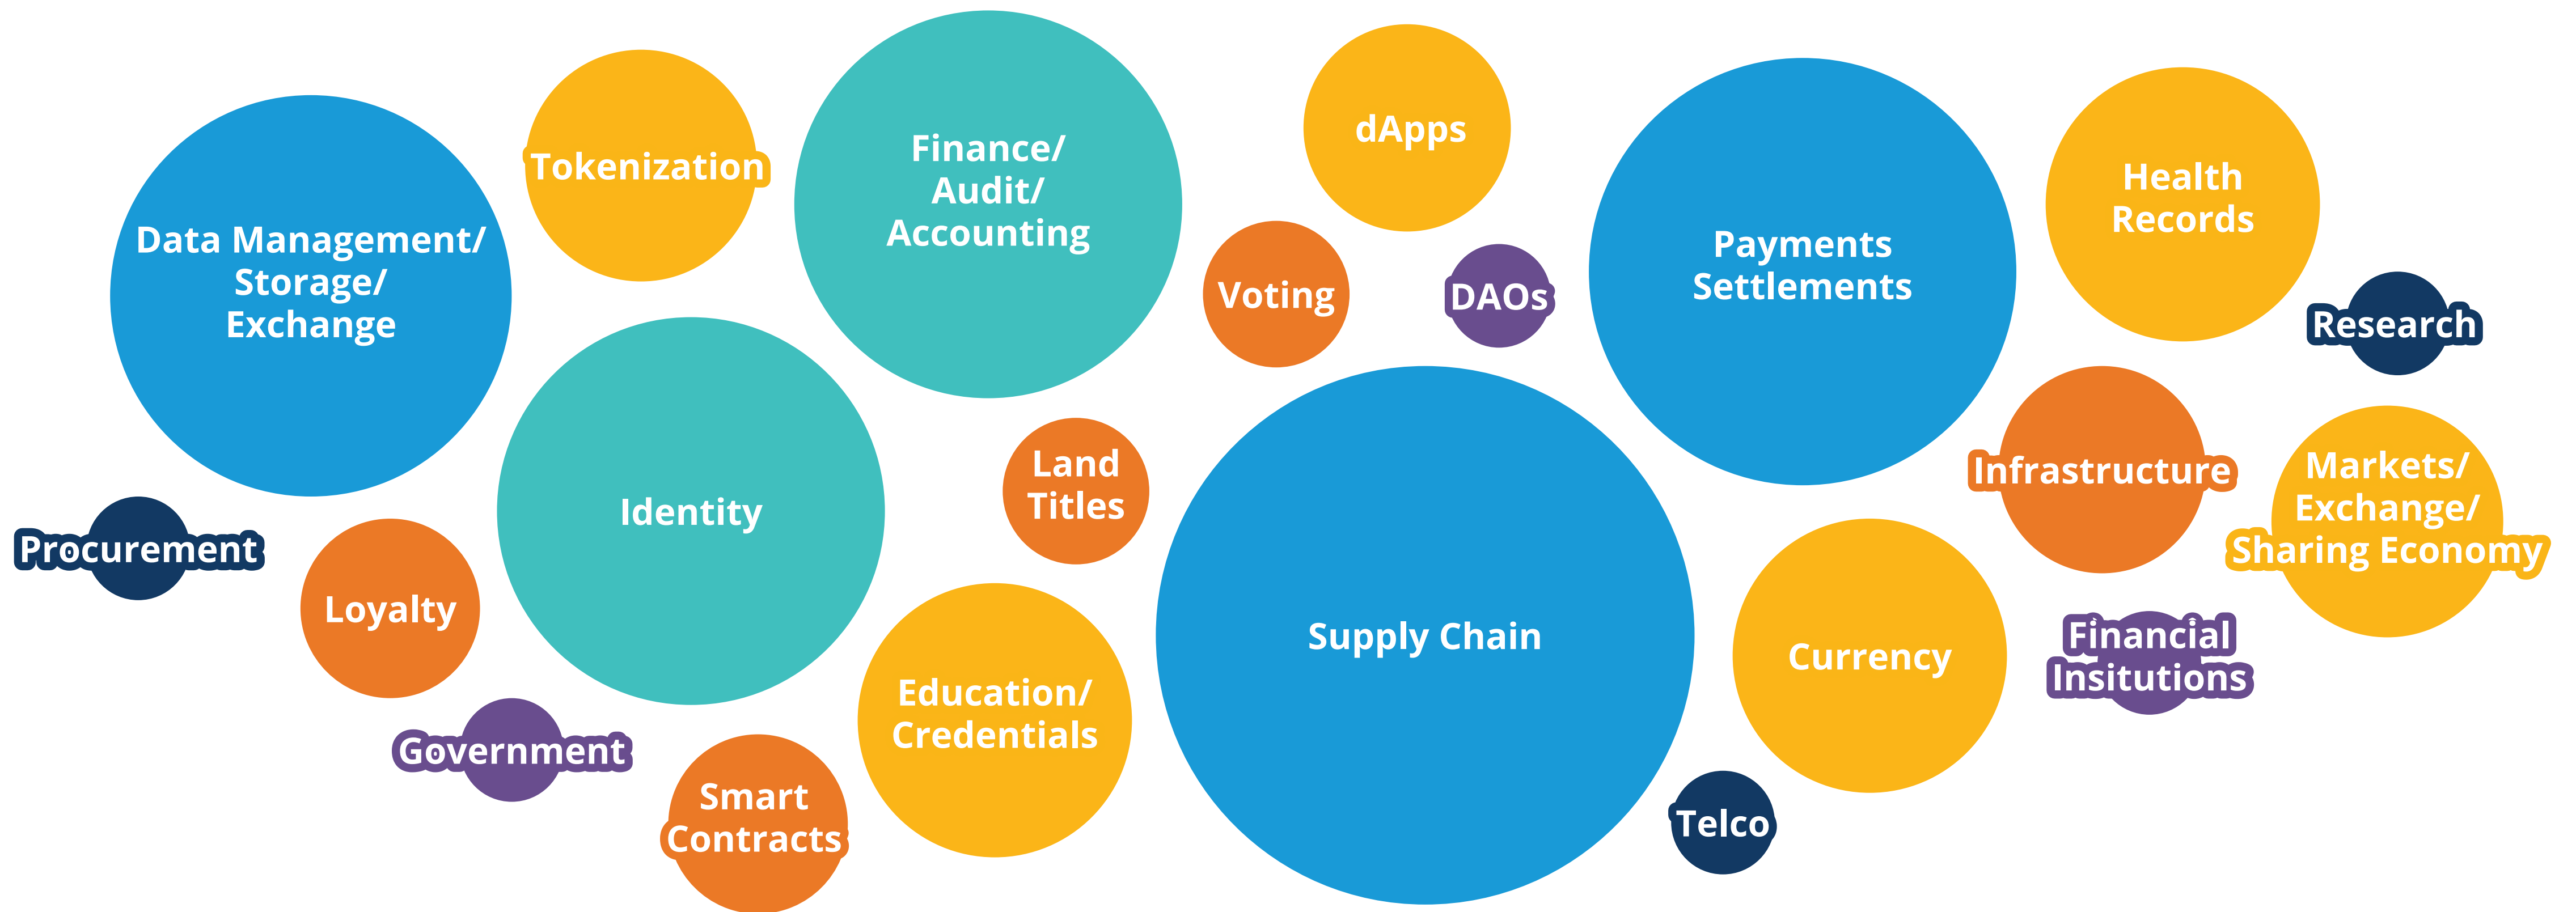 Data Management/
Storage/
Exchange
Tokenization
Finance/
Audit/
Accounting
dApps
Voting
DAOs
Payments
Settlements
Health
Records
Research
Procurement
Loyalty
Identity
Land
Titles
Supply Chain
Infrastructure
Markets/
Exchange/
Sharing Economy
Government
Smart
Contracts
Education/
Credentials
Currency
Financial
Insitutions
Telco